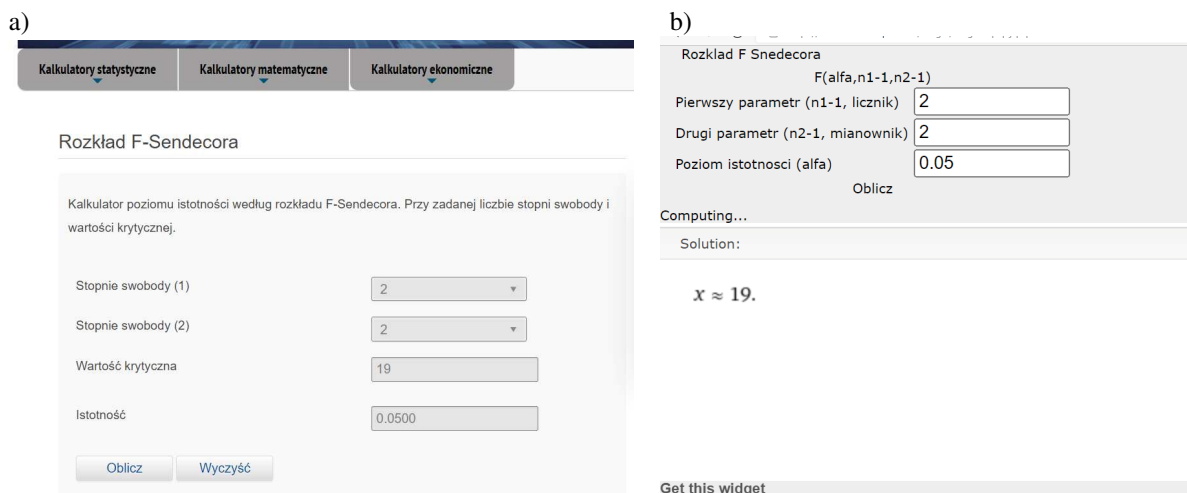 a)
Kalkulatory statystyczne
Kalkulatory matematyczne
Kalkulatory ekonomiczne
Rozkład F-Sendecora
Kalkulator poziomu istotności według rozkładu F-Sendecora. Przy zadanej liczbie stopni swobody i
wartości krytycznej.
Stopnie swobody (1)
2
Stopnie swobody (2)
2
Wartość krytyczna
19
Istotność
0.0500
Oblicz
Wyczyść
b)
Rozklad F Snedecora
F(alfa,n1-1,n2-1)
Pierwszy parametr (n1-1, licznik)
2
Drugi parametr (n2-1, mianownik)
2
Poziom istotnosci (alfa)
0.05
Oblicz
Computing...
Solution:
x ≈ 19.
Get this widget